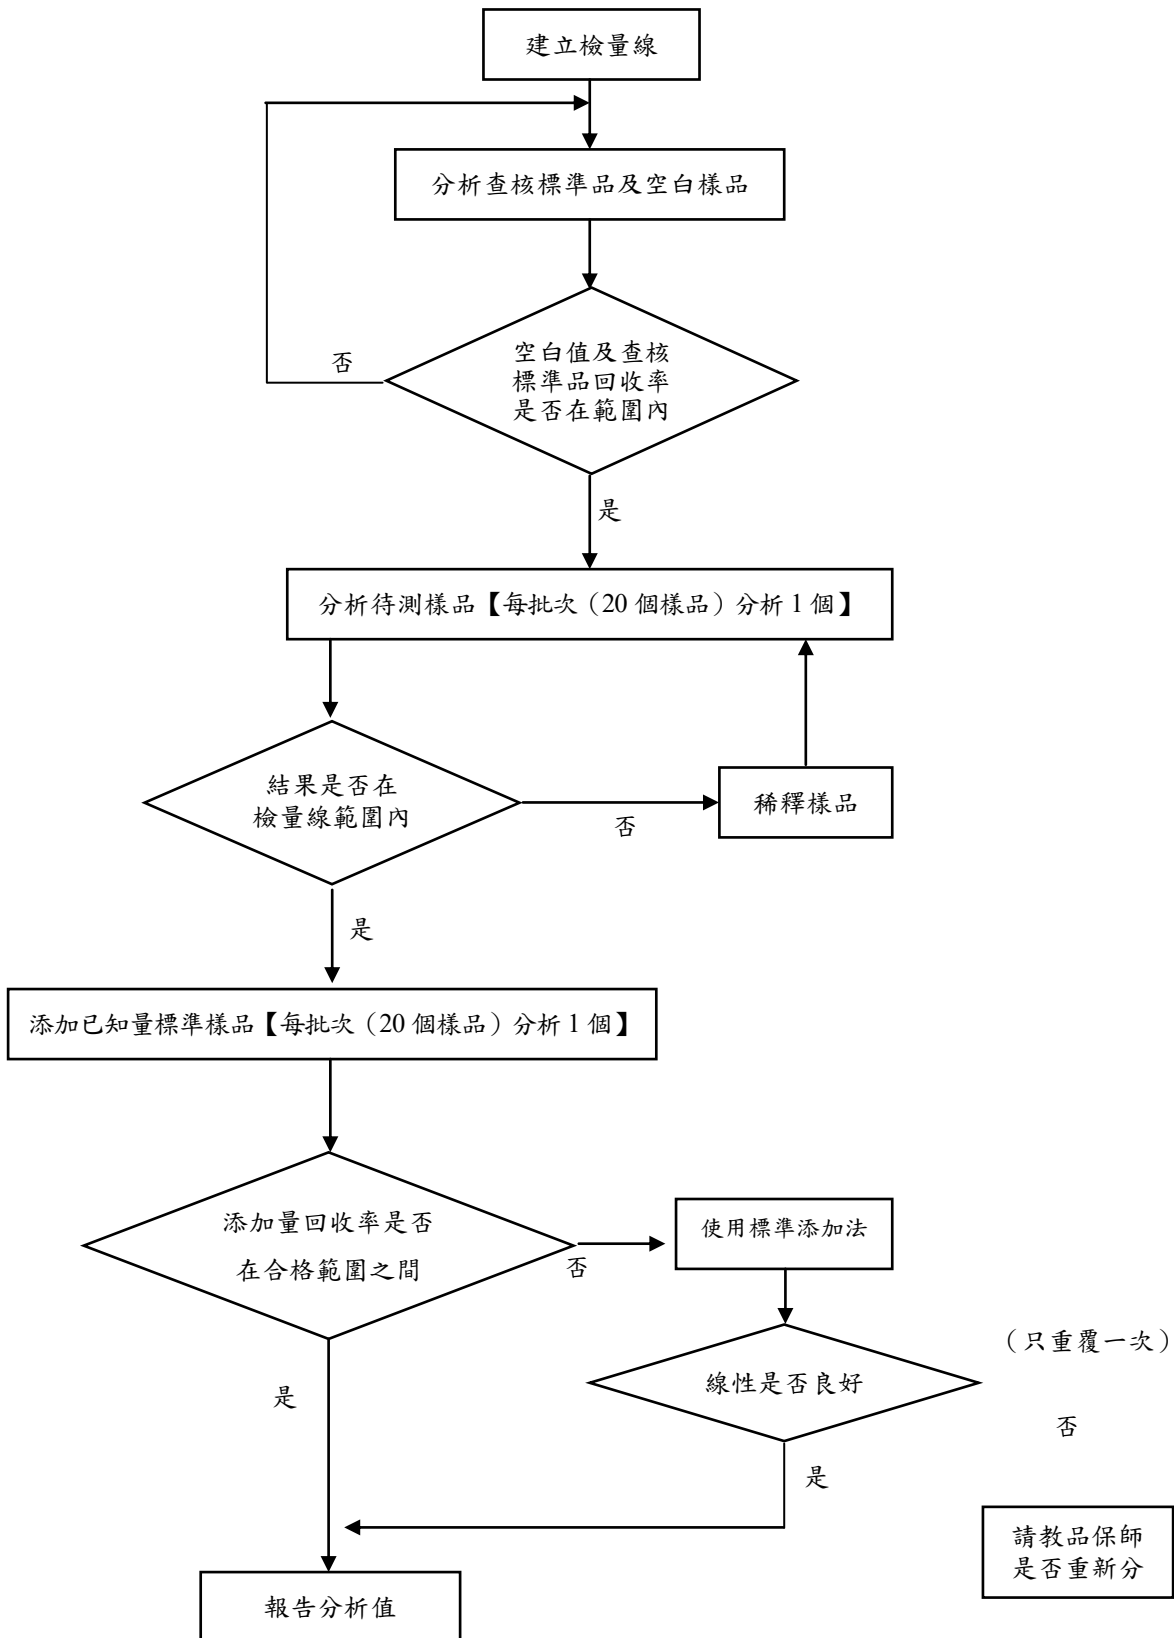 建立檢量線
分析查核標準品及空白樣品
空白值及查核
標準品回收率
是否在範圍內
否
是
分析待測樣品【每批次（20 個樣品）分析 1 個】
結果是否在
檢量線範圍內
否
稀釋樣品
是
添加已知量標準樣品【每批次（20 個樣品）分析 1 個】
添加量回收率是否
在合格範圍之間
否
使用標準添加法
（只重覆一次）
線性是否良好
是
否
是
請教品保師
是否重新分
報告分析值